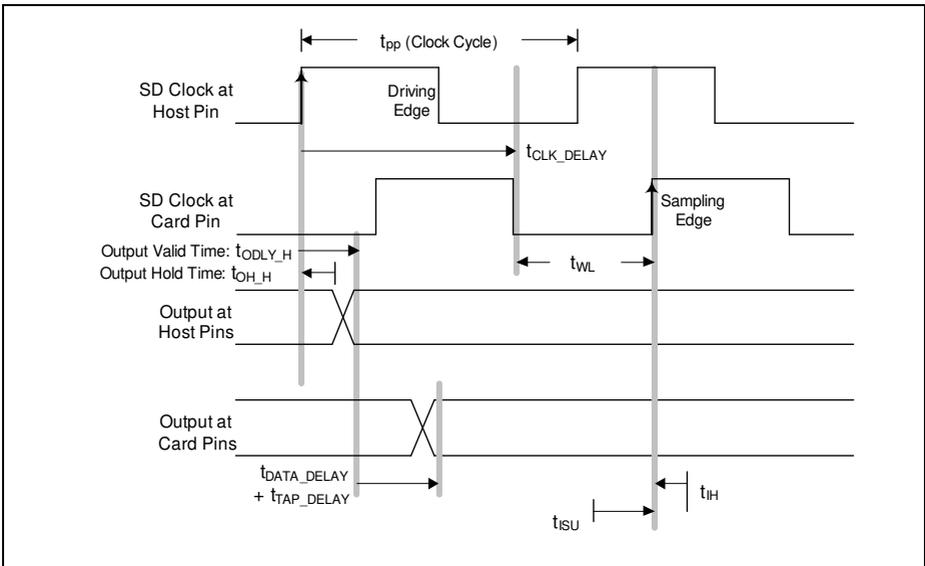 tpp (Clock Cycle)
SD Clock at
Host Pin
Driving
Edge
tCLK_DELAY
SD Clock at
Card Pin
Sampling
Edge
Output Valid Time: tODLY_H
Output Hold Time: tOH_H
tWL
Output at
Host Pins
Output at
Card Pins
tDATA_DELAY
+ tTAP_DELAY
tIH
tISU